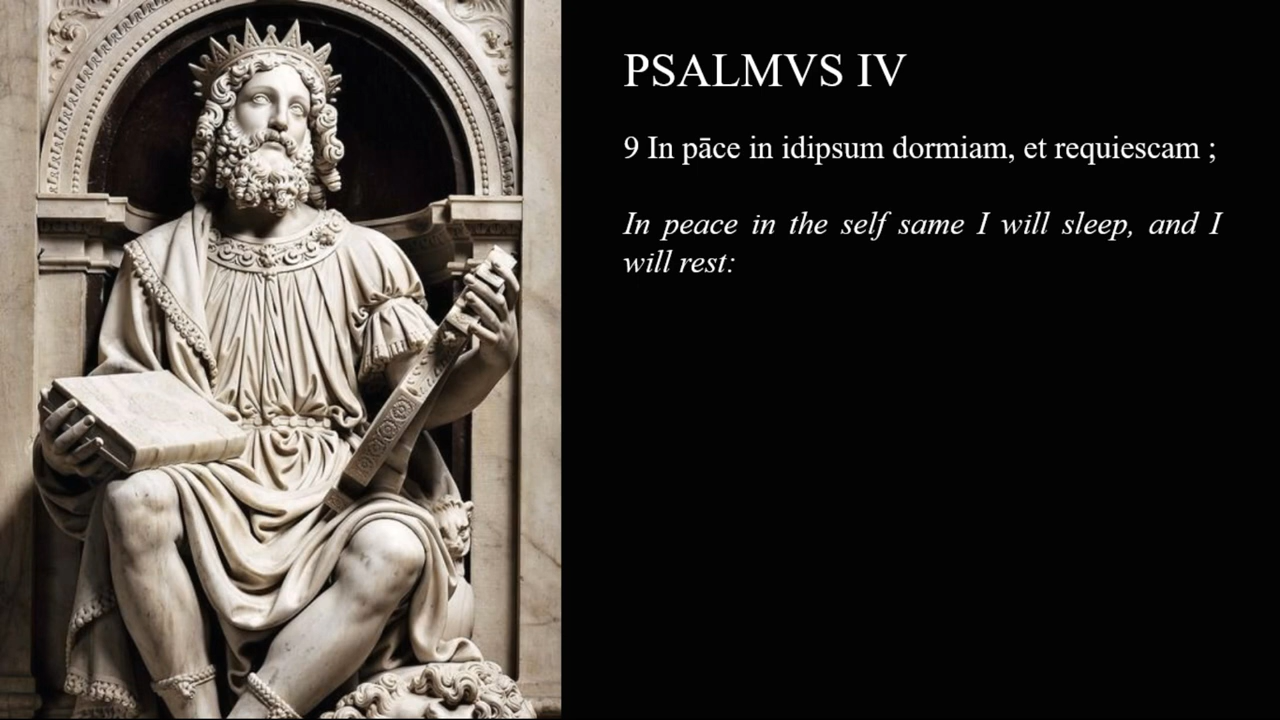 PSALMVS IV
9 In pāce in idipsum dormiam, et requiescam ;
In peace in the self same I will sleep, and I
will rest: